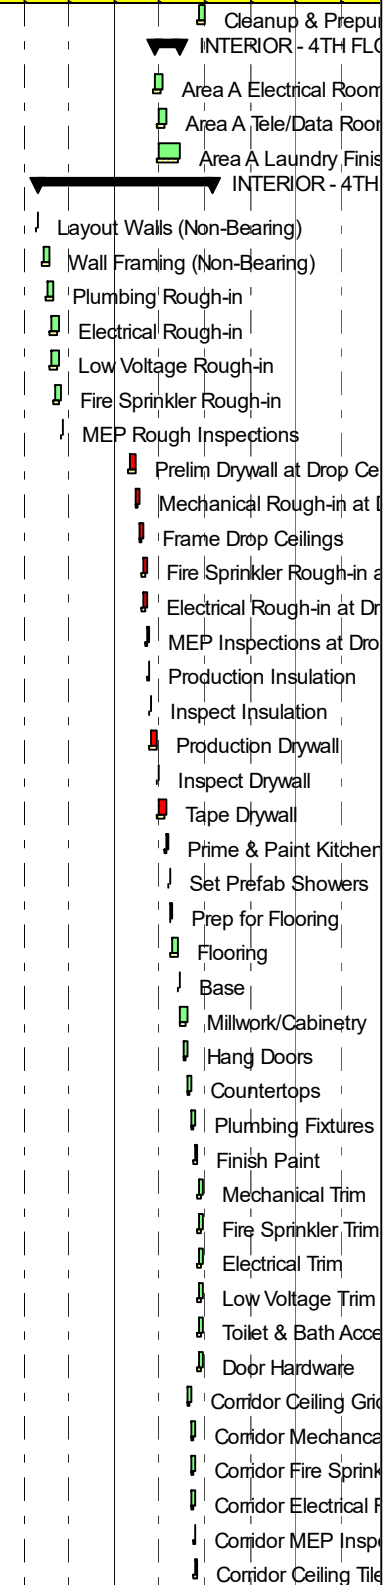 Cleanup & Prepur
INTERIOR - 4TH FLO
Area A Electrical Room
Area A Tele/Data Roor
Area A Laundry Finis
INTERIOR - 4TH
Layout Walls (Non-Bearing)
Wall Framing (Non-Bearing)
Plumbing Rough-in
Electrical Rough-in
Low Voltage Rough-in
Fire Sprinkler Rough-in
MEP Rough Inspections
Prelim Drywall at Drop Ce
Mechanical Rough-in at D
Frame Drop Ceilings
Fire Sprinkler Rough-in a
Electrical Rough-in at Dr
MEP Inspections at Dro
Production Insulation
Inspect Insulation
Production Drywall
Inspect Drywall
Tape Drywall
Prime & Paint Kitchen
Set Prefab Showers
Prep for Flooring
Flooring
Base
Millwork/Cabinetry
Hang Doors
Countertops
Plumbing Fixtures
Finish Paint
Mechanical Trim
Fire Sprinkler Trim
Electrical Trim
Low Voltage Trim
Toilet & Bath Acce
Door Hardware
Corridor Ceiling Grid
Corridor Mechanca
Corridor Fire Sprink
Corridor Electrical F
Corridor MEP Inspe
Corridor Ceiling Tile